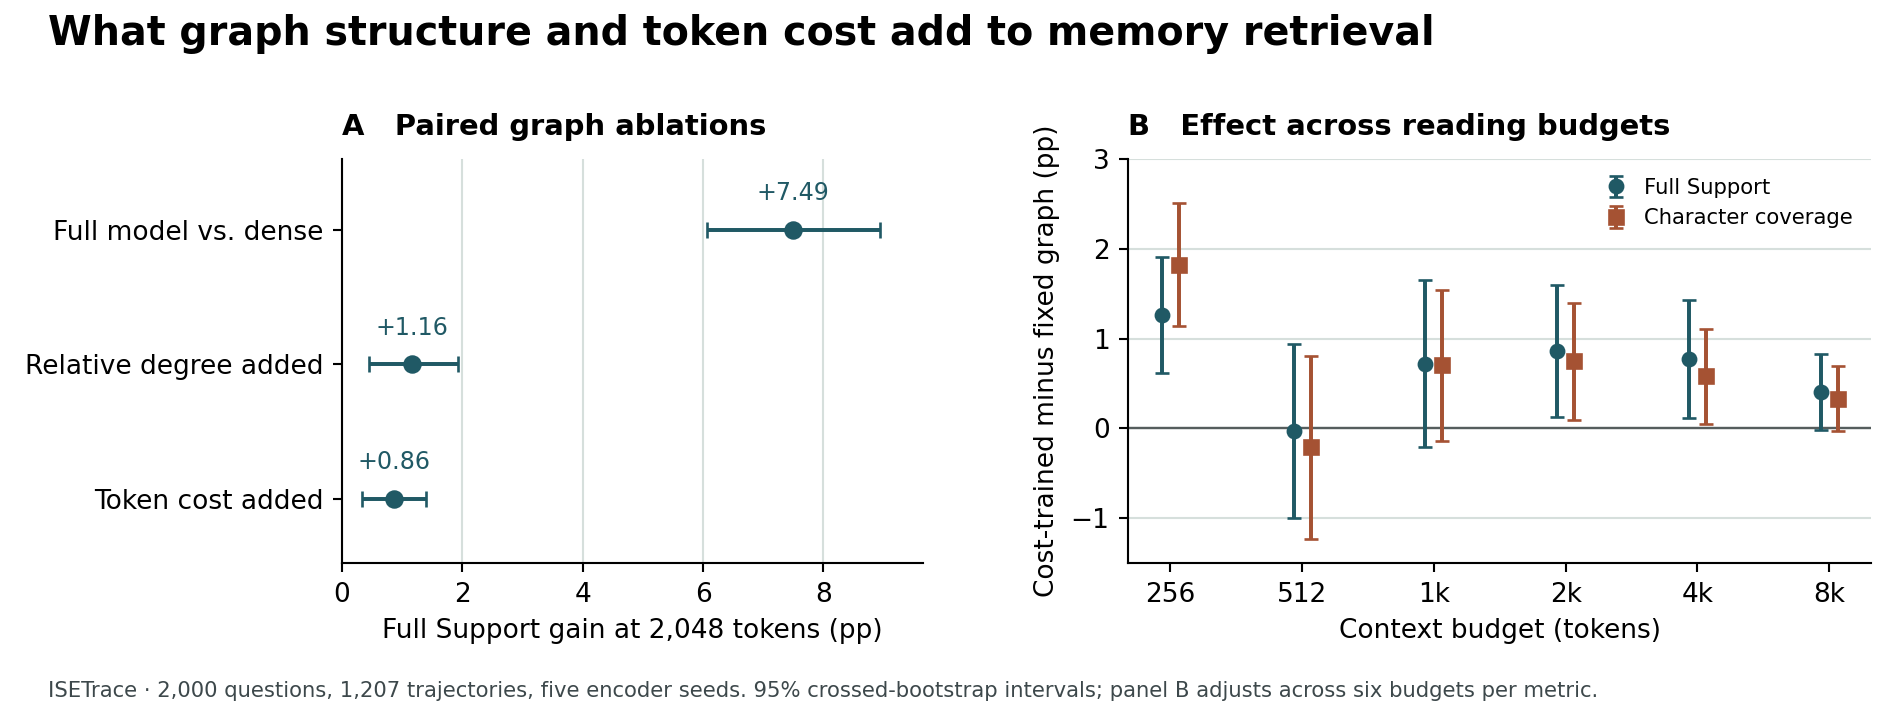 What graph structure and token cost add to memory retrieval
A Paired graph ablations
+7.49
Full model vs. dense
+1.16
Relative degree added
+0.86
Token cost added
0 2 4 6 8
Full Support gain at 2,048 tokens (pp)
B Effect across reading budgets
Cost-trained minus fixed graph (pp)
3
2
1
0
−1
Full Support
Character coverage
256 512 1k 2k 4k 8k
Context budget (tokens)
ISETrace · 2,000 questions, 1,207 trajectories, five encoder seeds. 95% crossed-bootstrap intervals; panel B adjusts across six budgets per metric.